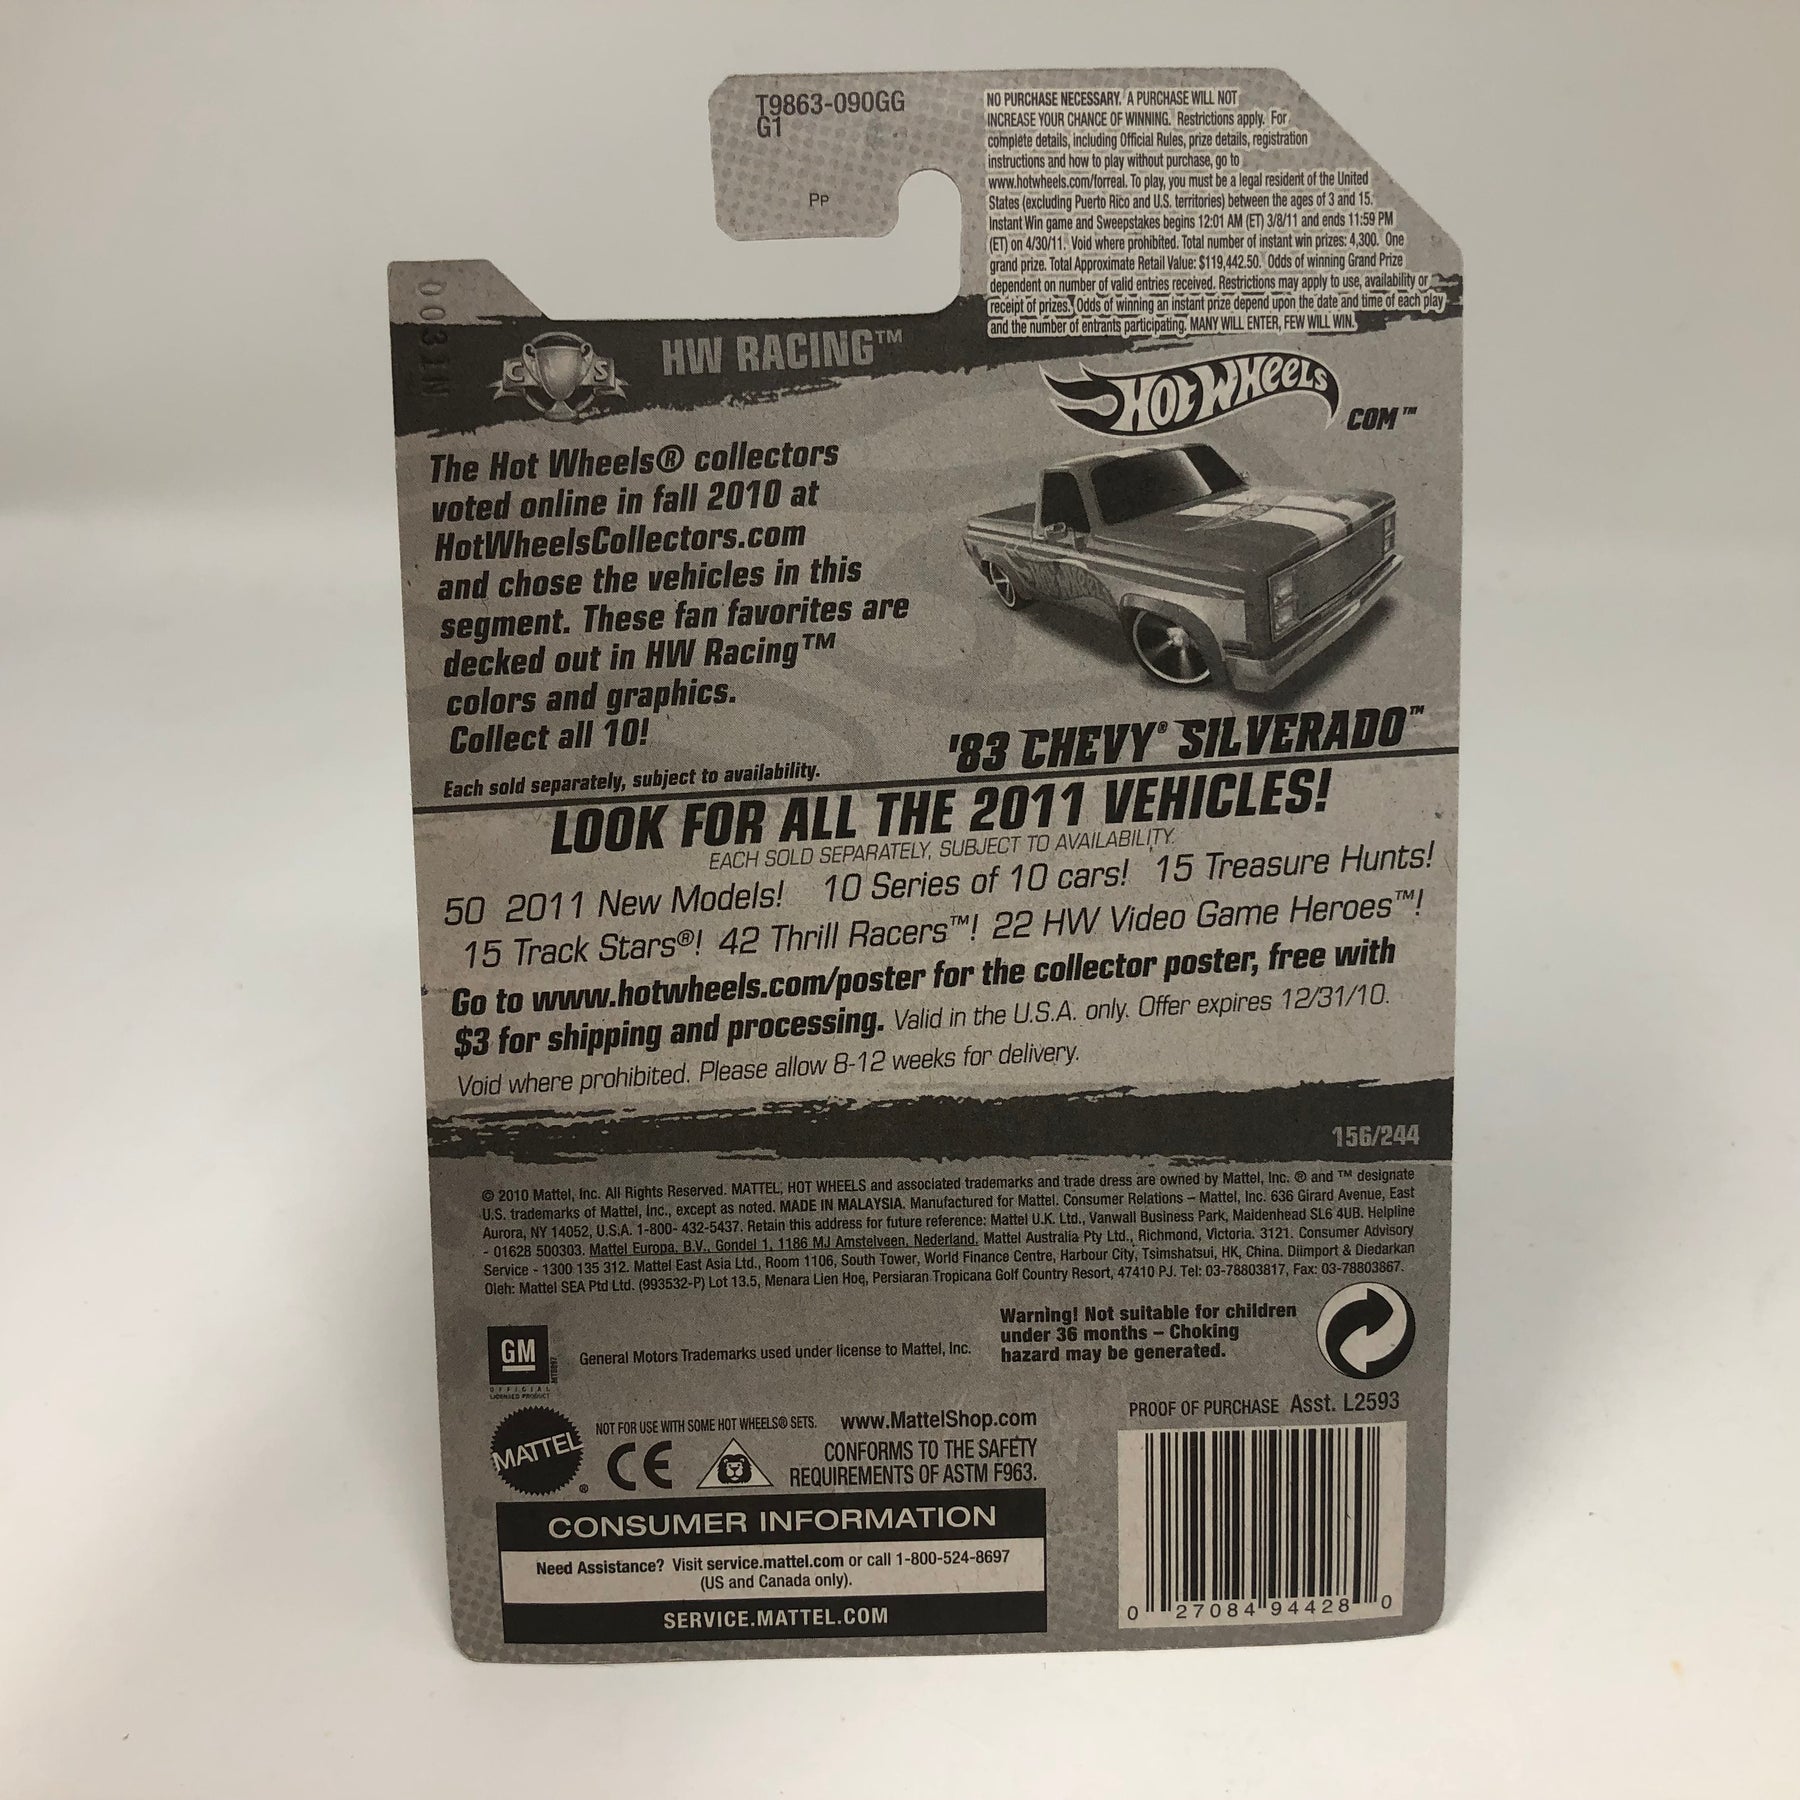 T9863-090GG
G1
Pp
NO PURCHASE NECESSARY. A PURCHASE WILL NOT
INCREASE YOUR CHANCE OF WINNING. Restrictions apply. For
complete details, including Official Rules, prize details, registration
instructions and how to play without purchase, go to
www.hotwheels.com/forreal. To play, you must be a legal resident of the United
States (excluding Puerto Rico and U.S. territories) between the ages of 3 and 15.
Instant Win game and Sweepstakes begins 12:01 AM (ET) 3/8/11 and ends 11:59 PM
(ET) on 4/30/11. Void where prohibited. Total number of instant win prizes: 4,300. One
grand prize. Total Approximate Retail Value: $119,442.50. Odds of winning Grand Prize
dependent on number of valid entries received. Restrictions may apply to use, availability or
receipt of prizes. Odds of winning an instant prize depend upon the date and time of each play
and the number of entrants participating. MANY WILL ENTER, FEW WILL WIN.
0031N
CS
HW RACING™
HOT WHEELS
COM™
The Hot Wheels® collectors
voted online in fall 2010 at
HotWheelsCollectors.com
and chose the vehicles in this
segment. These fan favorites are
decked out in HW Racing™
colors and graphics.
Collect all 10!
Each sold separately, subject to availability.
'83 CHEVY® SILVERADO™
LOOK FOR ALL THE 2011 VEHICLES!
EACH SOLD SEPARATELY, SUBJECT TO AVAILABILITY.
50 2011 New Models! 10 Series of 10 cars! 15 Treasure Hunts!
15 Track Stars®! 42 Thrill Racers™! 22 HW Video Game Heroes™!
Go to www.hotwheels.com/poster for the collector poster, free with
$3 for shipping and processing. Valid in the U.S.A. only. Offer expires 12/31/10.
Void where prohibited. Please allow 8-12 weeks for delivery.
156/244
© 2010 Mattel, Inc. All Rights Reserved. MATTEL, HOT WHEELS and associated trademarks and trade dress are owned by Mattel, Inc. ® and ™ designate
U.S. trademarks of Mattel, Inc., except as noted. MADE IN MALAYSIA. Manufactured for Mattel. Consumer Relations – Mattel, Inc. 636 Girard Avenue, East
Aurora, NY 14052, U.S.A. 1-800- 432-5437. Retain this address for future reference: Mattel U.K. Ltd., Vanwall Business Park, Maidenhead SL6 4UB. Helpline
- 01628 500303. Mattel Europa, B.V., Gondel 1, 1186 MJ Amstelveen, Nederland. Mattel Australia Pty Ltd., Richmond, Victoria. 3121. Consumer Advisory
Service - 1300 135 312. Mattel East Asia Ltd., Room 1106, South Tower, World Finance Centre, Harbour City, Tsimshatsui, HK, China. Diimport & Diedarkan
Oleh: Mattel SEA Ptd Ltd. (993532-P) Lot 13.5, Menara Lien Hoe, Persiaran Tropicana Golf Country Resort, 47410 PJ. Tel: 03-78803817, Fax: 03-78803867.
Warning! Not suitable for children
under 36 months – Choking
hazard may be generated.
GM
OFFICIAL
LICENSED PRODUCT
General Motors Trademarks used under license to Mattel, Inc.
PROOF OF PURCHASE Asst. L2593
MATTEL®
NOT FOR USE WITH SOME HOT WHEELS® SETS. www.MattelShop.com
CE
CONFORMS TO THE SAFETY
REQUIREMENTS OF ASTM F963.
CONSUMER INFORMATION
Need Assistance? Visit service.mattel.com or call 1-800-524-8697
(US and Canada only).
SERVICE.MATTEL.COM
0 27084 94428 0